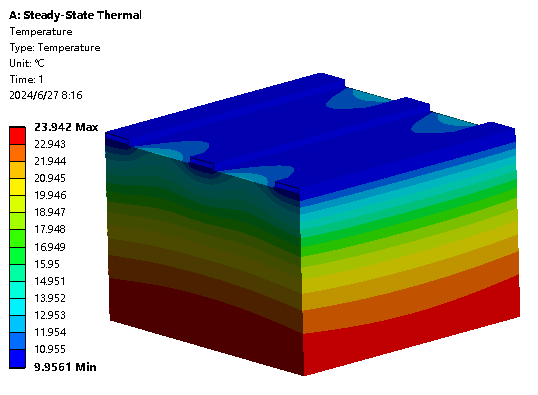 A: Steady-State Thermal
Temperature
Type: Temperature
Unit: °C
Time: 1
2024/6/27 8:16
23.942 Max
22.943
21.944
20.945
19.946
18.947
17.948
16.949
15.95
14.951
13.952
12.953
11.954
10.955
9.9561 Min